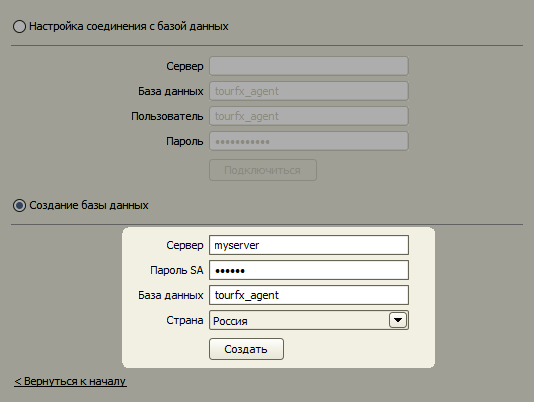 Настройка соединения с базой данных
Сервер
База данных tourfx_agent
Пользователь tourfx_agent
Пароль •••••••••••
Подключиться
Создание базы данных
Сервер myserver
Пароль SA ••••••
База данных tourfx_agent
Страна Россия
Создать
< Вернуться к началу